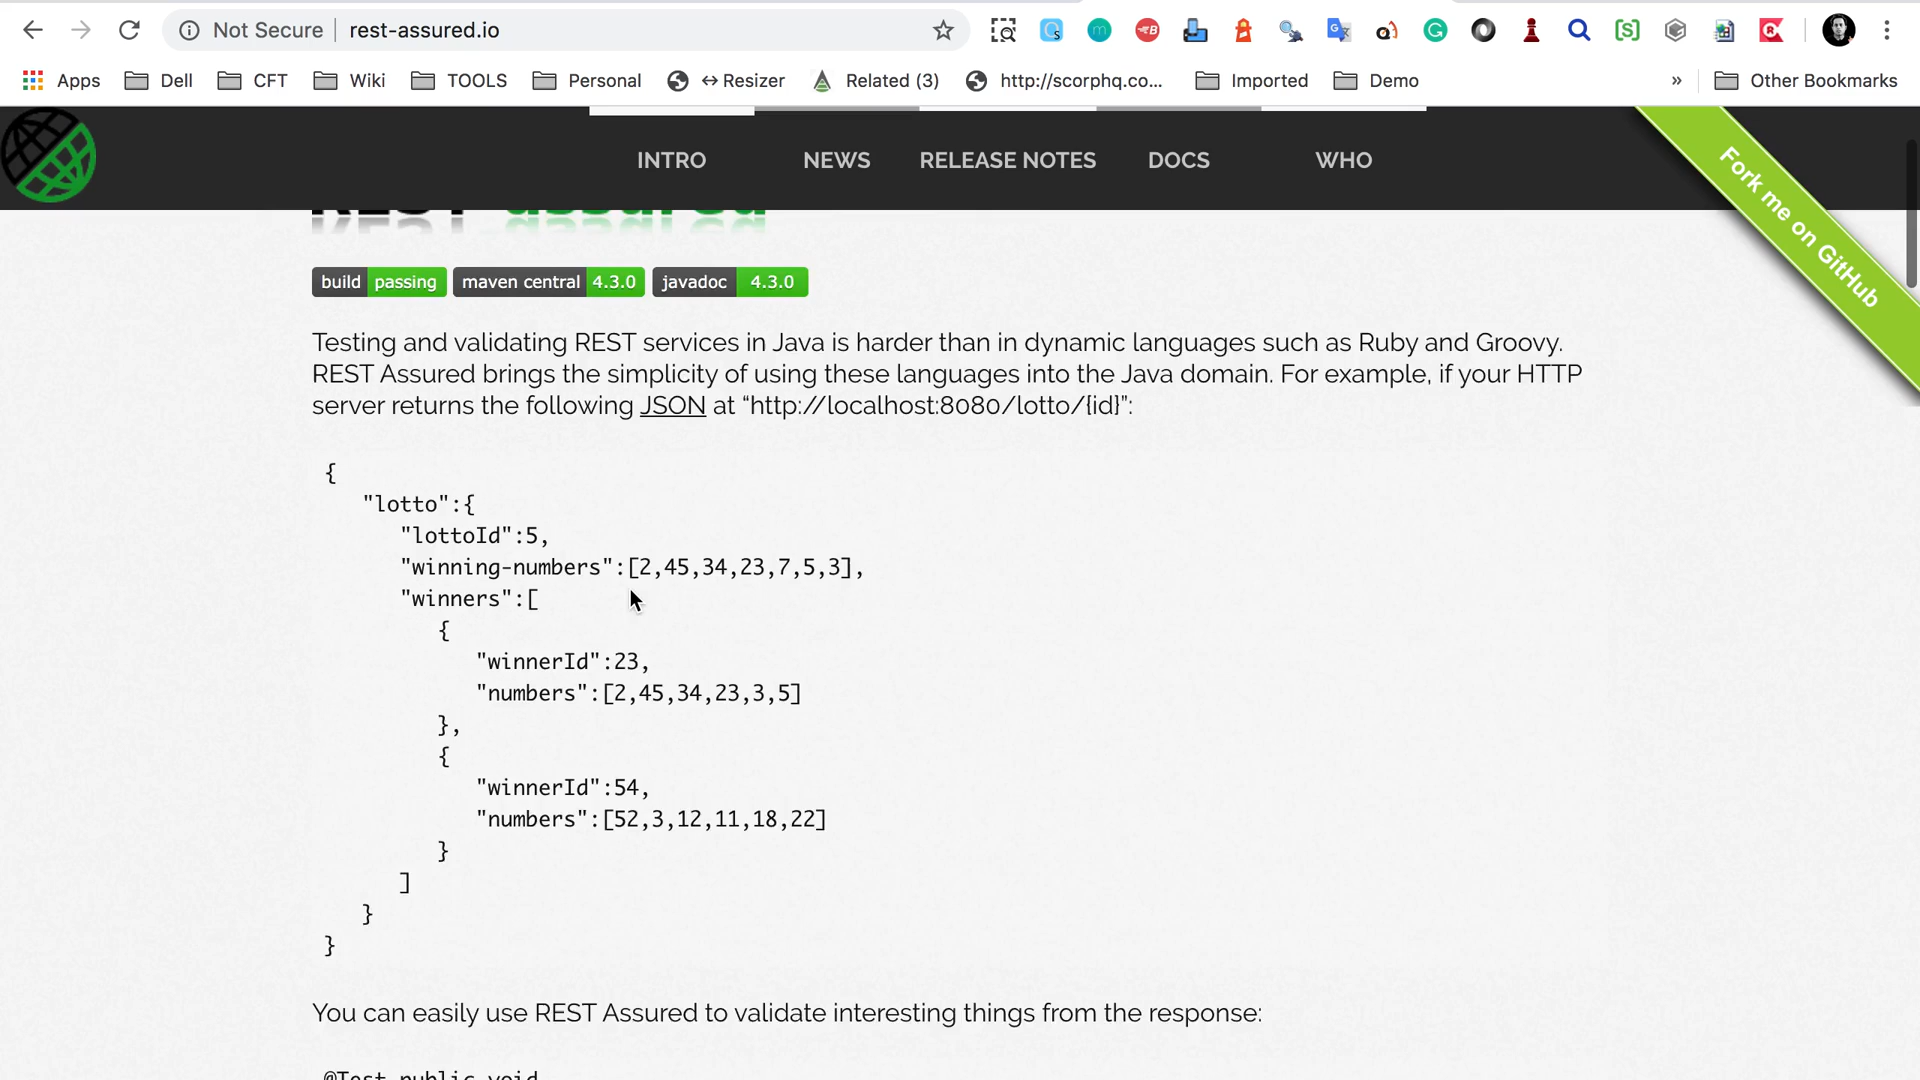 Not Secure | rest-assured.io
Apps Dell CFT Wiki TOOLS Personal ↔ Resizer Related (3) http://scorphq.co... Imported Demo » Other Bookmarks
INTRO NEWS RELEASE NOTES DOCS WHO
Fork me on GitHub
REST assured
build passing maven central 4.3.0 javadoc 4.3.0
Testing and validating REST services in Java is harder than in dynamic languages such as Ruby and Groovy.
REST Assured brings the simplicity of using these languages into the Java domain. For example, if your HTTP
server returns the following JSON at “http://localhost:8080/lotto/{id}”:
{
"lotto":{
"lottoId":5,
"winning-numbers":[2,45,34,23,7,5,3],
"winners":[
{
"winnerId":23,
"numbers":[2,45,34,23,3,5]
},
{
"winnerId":54,
"numbers":[52,3,12,11,18,22]
}
]
}
}
You can easily use REST Assured to validate interesting things from the response:
@Test public void